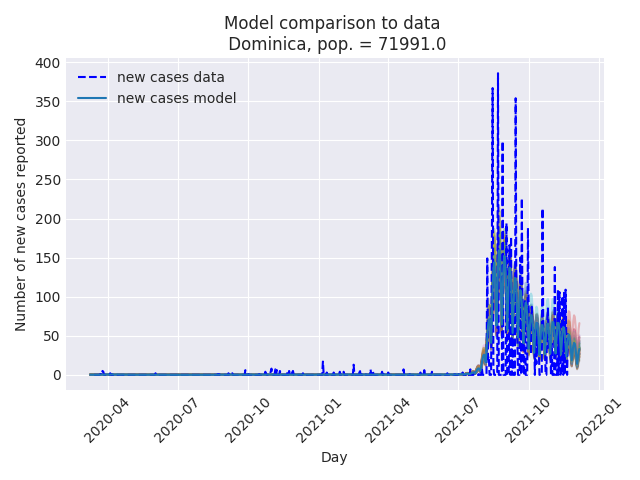 Model comparison to data
Dominica, pop. = 71991.0
new cases data
new cases model
Number of new cases reported
400
350
300
250
200
150
100
50
0
2020-04
2020-07
2020-10
2021-01
2021-04
2021-07
2021-10
2022-01
Day